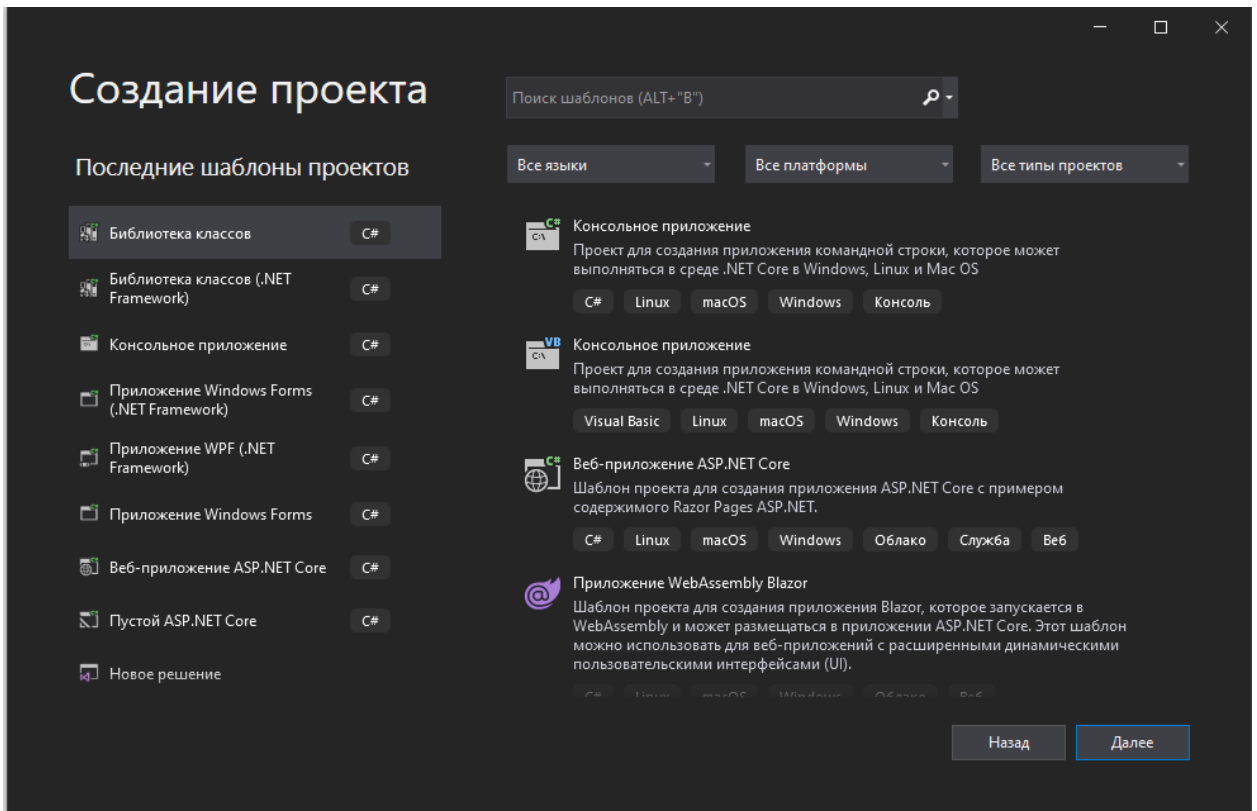 Создание проекта
Поиск шаблонов (ALT+"В")
Последние шаблоны проектов
Все языки
Все платформы
Все типы проектов
Библиотека классов
C#
Библиотека классов (.NET
Framework)
C#
Консольное приложение
C#
Приложение Windows Forms
(.NET Framework)
C#
Приложение WPF (.NET
Framework)
C#
Приложение Windows Forms
C#
Веб-приложение ASP.NET Core
C#
Пустой ASP.NET Core
C#
Новое решение
C#
C:\
Консольное приложение
Проект для создания приложения командной строки, которое может
выполняться в среде .NET Core в Windows, Linux и Mac OS
C# Linux macOS Windows Консоль
VB
C:\
Консольное приложение
Проект для создания приложения командной строки, которое может
выполняться в среде .NET Core в Windows, Linux и Mac OS
Visual Basic Linux macOS Windows Консоль
C#
Веб-приложение ASP.NET Core
Шаблон проекта для создания приложения ASP.NET Core с примером
содержимого Razor Pages ASP.NET.
C# Linux macOS Windows Облако Служба Веб
@
Приложение WebAssembly Blazor
Шаблон проекта для создания приложения Blazor, которое запускается в
WebAssembly и может размещаться в приложении ASP.NET Core. Этот шаблон
можно использовать для веб-приложений с расширенными динамическими
пользовательскими интерфейсами (UI).
C# Linux macOS Windows Облако Веб
Назад
Далее